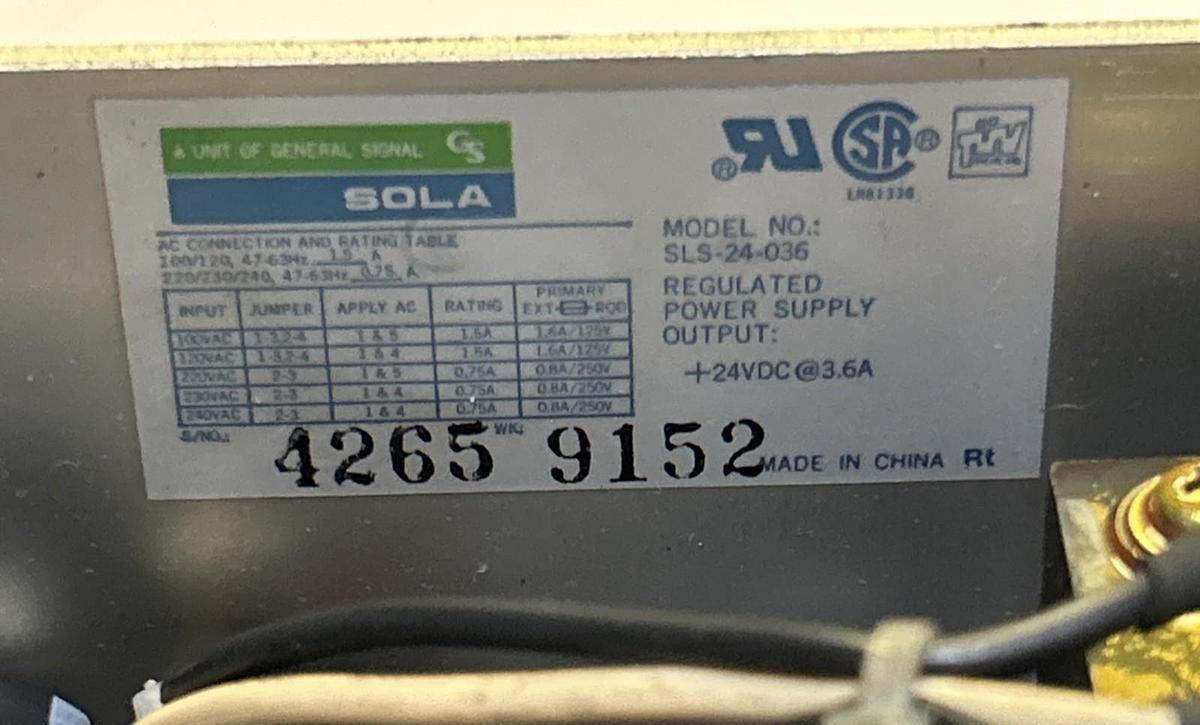 A UNIT OF GENERAL SIGNAL GS
SOLA
RU ®
SA ®
LR81338
TÜV
AC CONNECTION AND RATING TABLE
100/120, 47-63Hz 1.5 A
220/230/240, 47-63Hz 0.75 A
INPUT JUMPER APPLY AC RATING PRIMARY EXT RQD
100VAC 1-3,2-4 1 & 5 1.5A 1.6A/125V
120VAC 1-3,2-4 1 & 4 1.5A 1.6A/125V
220VAC 2-3 1 & 5 0.75A 0.8A/250V
230VAC 2-3 1 & 4 0.75A 0.8A/250V
240VAC 2-3 1 & 4 0.75A 0.8A/250V
S/NO.: 4265 WK: 9152
MODEL NO.:
SLS-24-036
REGULATED
POWER SUPPLY
OUTPUT:
+24VDC@3.6A
MADE IN CHINA Rt